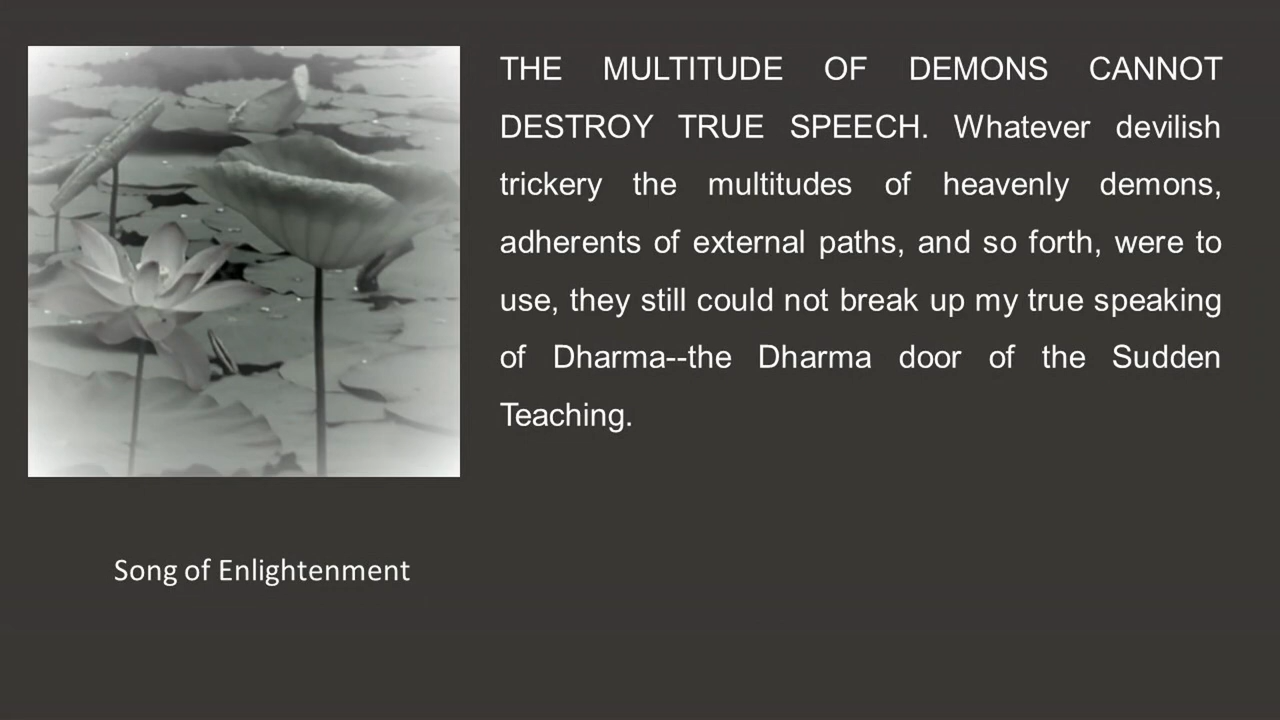 THE MULTITUDE OF DEMONS CANNOT
DESTROY TRUE SPEECH. Whatever devilish
trickery the multitudes of heavenly demons,
adherents of external paths, and so forth, were to
use, they still could not break up my true speaking
of Dharma--the Dharma door of the Sudden
Teaching.
Song of Enlightenment